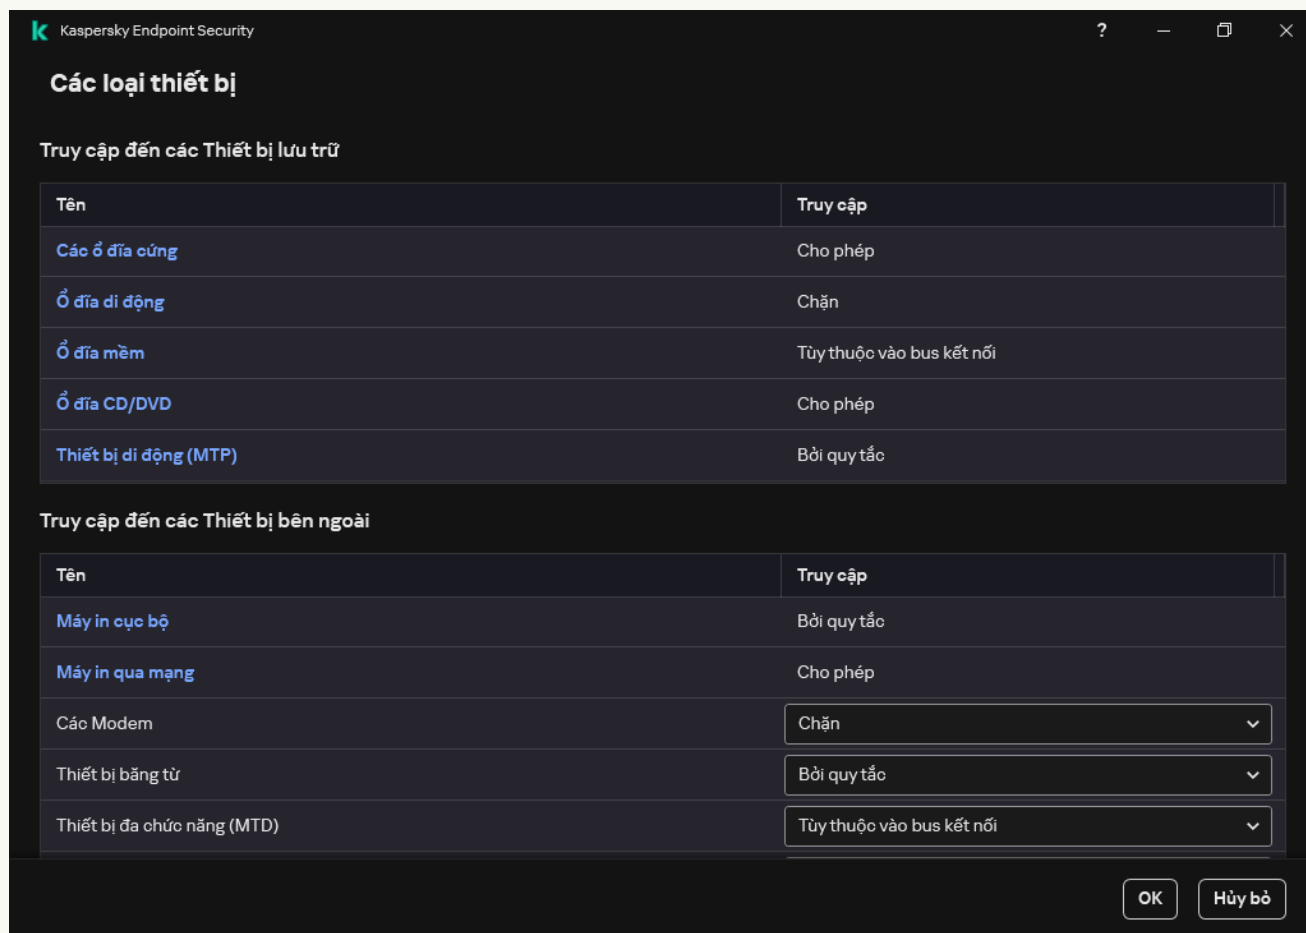 Kaspersky Endpoint Security
Các loại thiết bị
Truy cập đến các Thiết bị lưu trữ
Tên Truy cập
Các ổ đĩa cứng Cho phép
Ổ đĩa di động Chặn
Ổ đĩa mềm Tùy thuộc vào bus kết nối
Ổ đĩa CD/DVD Cho phép
Thiết bị di động (MTP) Bởi quy tắc
Truy cập đến các Thiết bị bên ngoài
Tên Truy cập
Máy in cục bộ Bởi quy tắc
Máy in qua mạng Cho phép
Các Modem Chặn
Thiết bị băng từ Bởi quy tắc
Thiết bị đa chức năng (MTD) Tùy thuộc vào bus kết nối
OK Hủy bỏ